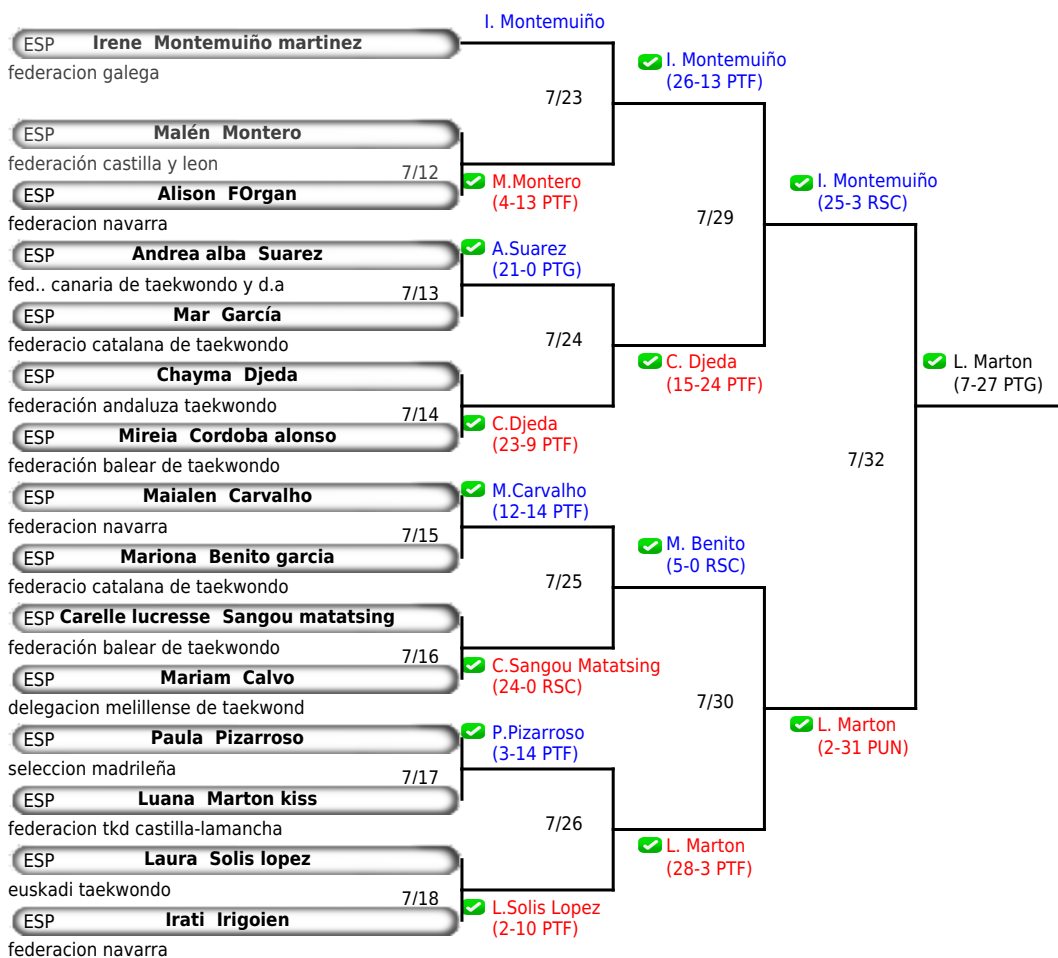 I. Montemuiño
ESP Irene Montemuiño martinez
federacion galega
I. Montemuiño
(26-13 PTF)
7/23
ESP Malén Montero
federación castilla y leon
7/12
M.Montero
(4-13 PTF)
ESP Alison FOrgan
federacion navarra
I. Montemuiño
(25-3 RSC)
7/29
ESP Andrea alba Suarez
fed.. canaria de taekwondo y d.a
A.Suarez
(21-0 PTG)
7/13
ESP Mar García
federacio catalana de taekwondo
7/24
ESP Chayma Djeda
federación andaluza taekwondo
C. Djeda
(15-24 PTF)
L. Marton
(7-27 PTG)
7/14
C.Djeda
(23-9 PTF)
ESP Mireia Cordoba alonso
federación balear de taekwondo
7/32
ESP Maialen Carvalho
federacion navarra
M.Carvalho
(12-14 PTF)
7/15
ESP Mariona Benito garcia
federacio catalana de taekwondo
M. Benito
(5-0 RSC)
7/25
ESP Carelle lucresse Sangou matatsing
federación balear de taekwondo
7/16
C.Sangou Matatsing
(24-0 RSC)
ESP Mariam Calvo
delegacion melillense de taekwond
7/30
L. Marton
(2-31 PUN)
ESP Paula Pizarroso
seleccion madrileña
P.Pizarroso
(3-14 PTF)
7/17
ESP Luana Marton kiss
federacion tkd castilla-lamancha
7/26
ESP Laura Solis lopez
euskadi taekwondo
L. Marton
(28-3 PTF)
7/18
L.Solis Lopez
(2-10 PTF)
ESP Irati Irigoien
federacion navarra